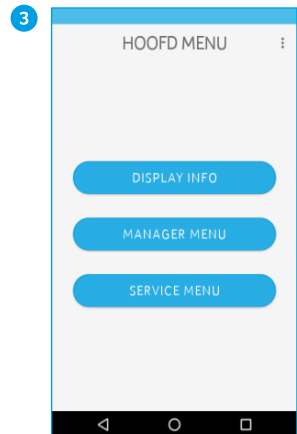 3
HOOFD MENU
DISPLAY INFO
MANAGER MENU
SERVICE MENU